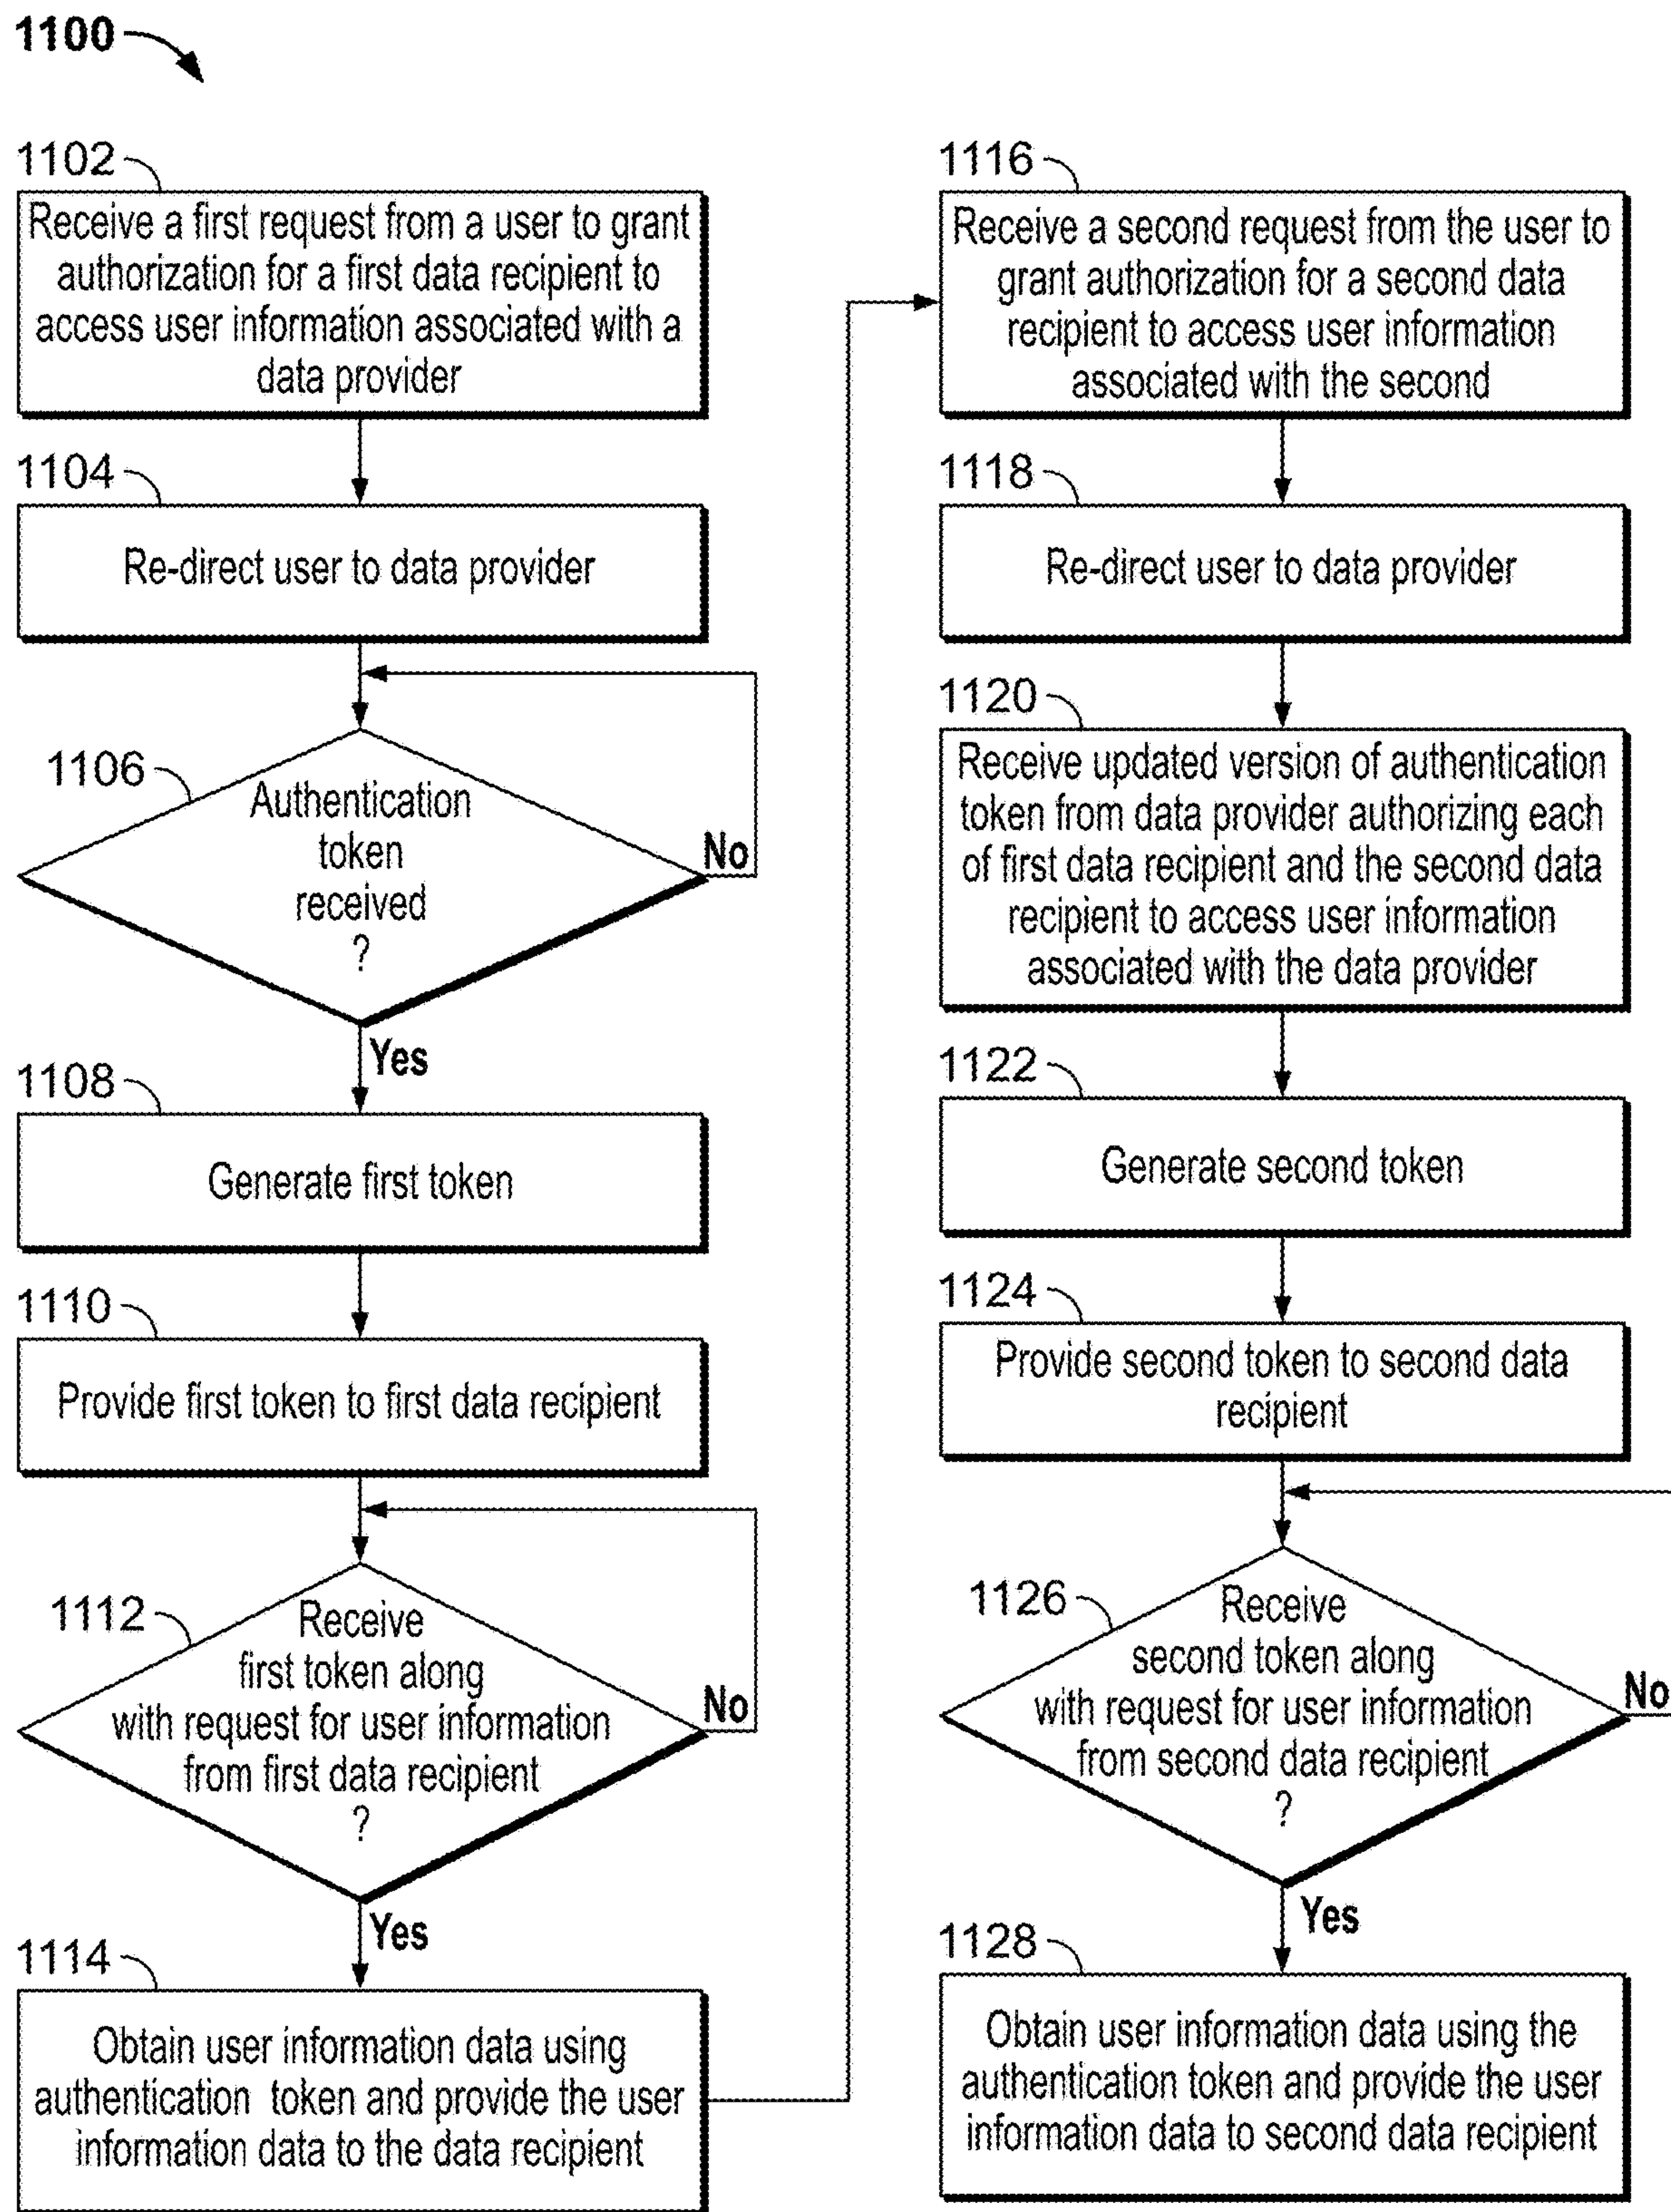 1100
1102
Receive a first request from a user to grant
authorization for a first data recipient to
access user information associated with a
data provider
1104
Re-direct user to data provider
1106
Authentication
token
received
?
No
Yes
1108
Generate first token
1110
Provide first token to first data recipient
1112
Receive
first token along
with request for user information
from first data recipient
?
No
Yes
1114
Obtain user information data using
authentication token and provide the user
information data to the data recipient
1116
Receive a second request from the user to
grant authorization for a second data
recipient to access user information
associated with the second
1118
Re-direct user to data provider
1120
Receive updated version of authentication
token from data provider authorizing each
of first data recipient and the second data
recipient to access user information
associated with the data provider
1122
Generate second token
1124
Provide second token to second data
recipient
1126
Receive
second token along
with request for user information
from second data recipient
?
No
Yes
1128
Obtain user information data using the
authentication token and provide the user
information data to second data recipient